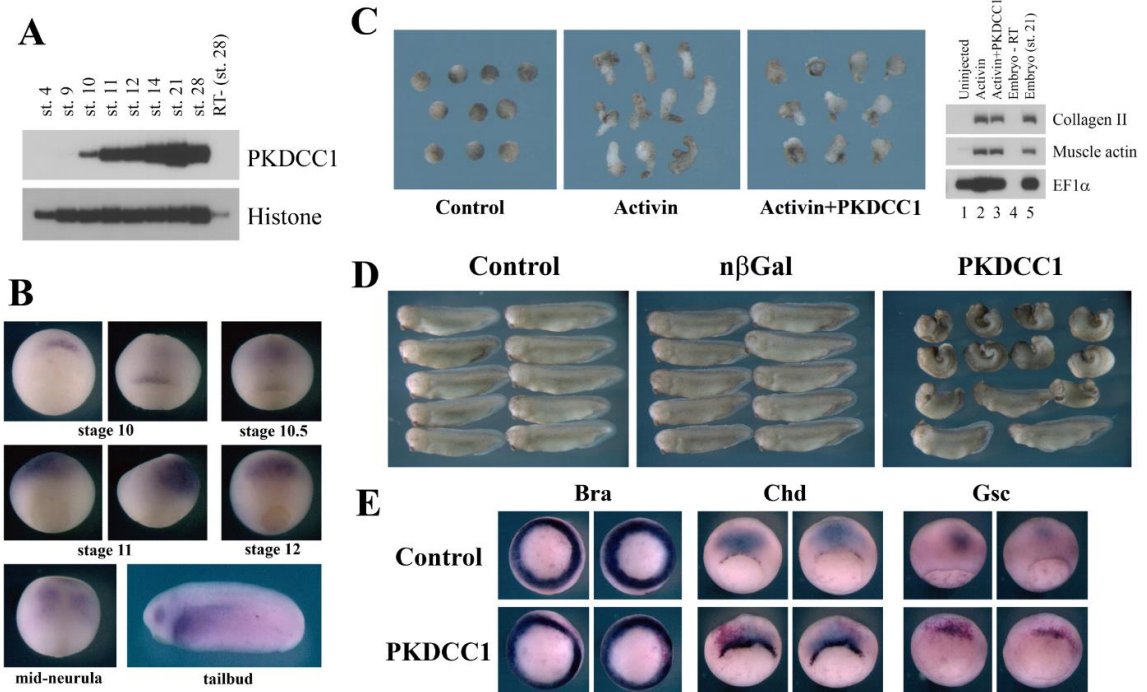 A
st. 4
st. 9
st. 10
st. 11
st. 12
st. 14
st. 21
st. 28
RT- (st. 28)
PKDCC1
Histone
B
stage 10
stage 10.5
stage 11
stage 12
mid-neurula
tailbud
C
Control
Activin
Activin+PKDCC1
Uninjected
Activin
Activin+PKDCC1
Embryo - RT
Embryo (st. 21)
Collagen II
Muscle actin
EF1α
1 2 3 4 5
D
Control
nβGal
PKDCC1
E
Bra
Chd
Gsc
Control
PKDCC1